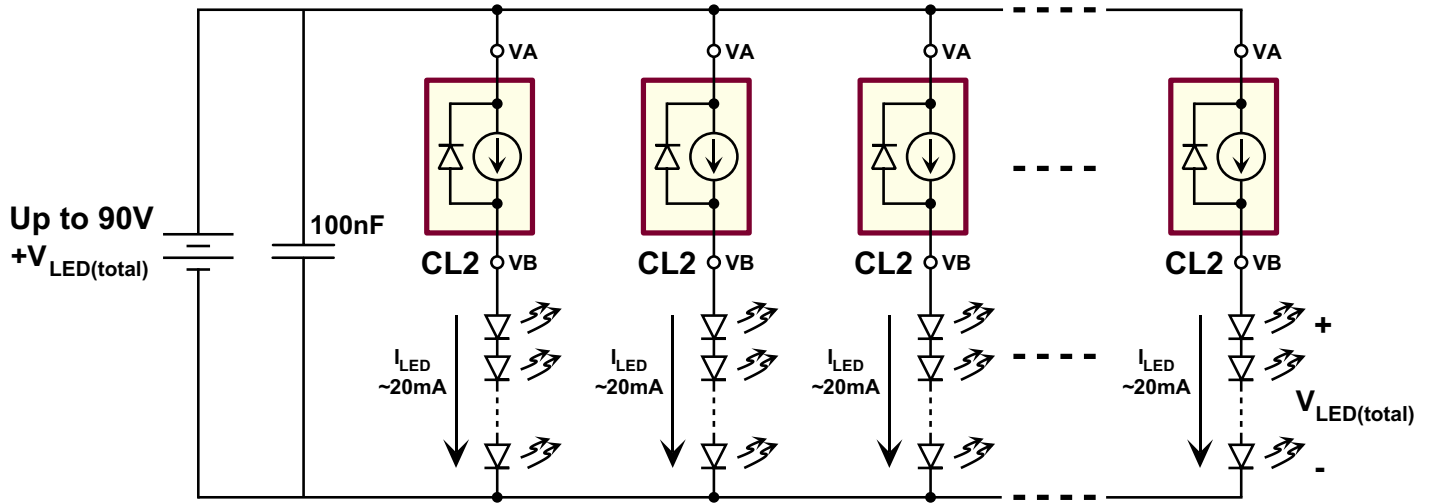 VA
VA
VA
VA
Up to 90V
+VLED(total)
100nF
CL2 VB
CL2 VB
CL2 VB
CL2 VB
ILED
~20mA
ILED
~20mA
ILED
~20mA
ILED
~20mA
+
VLED(total)
-